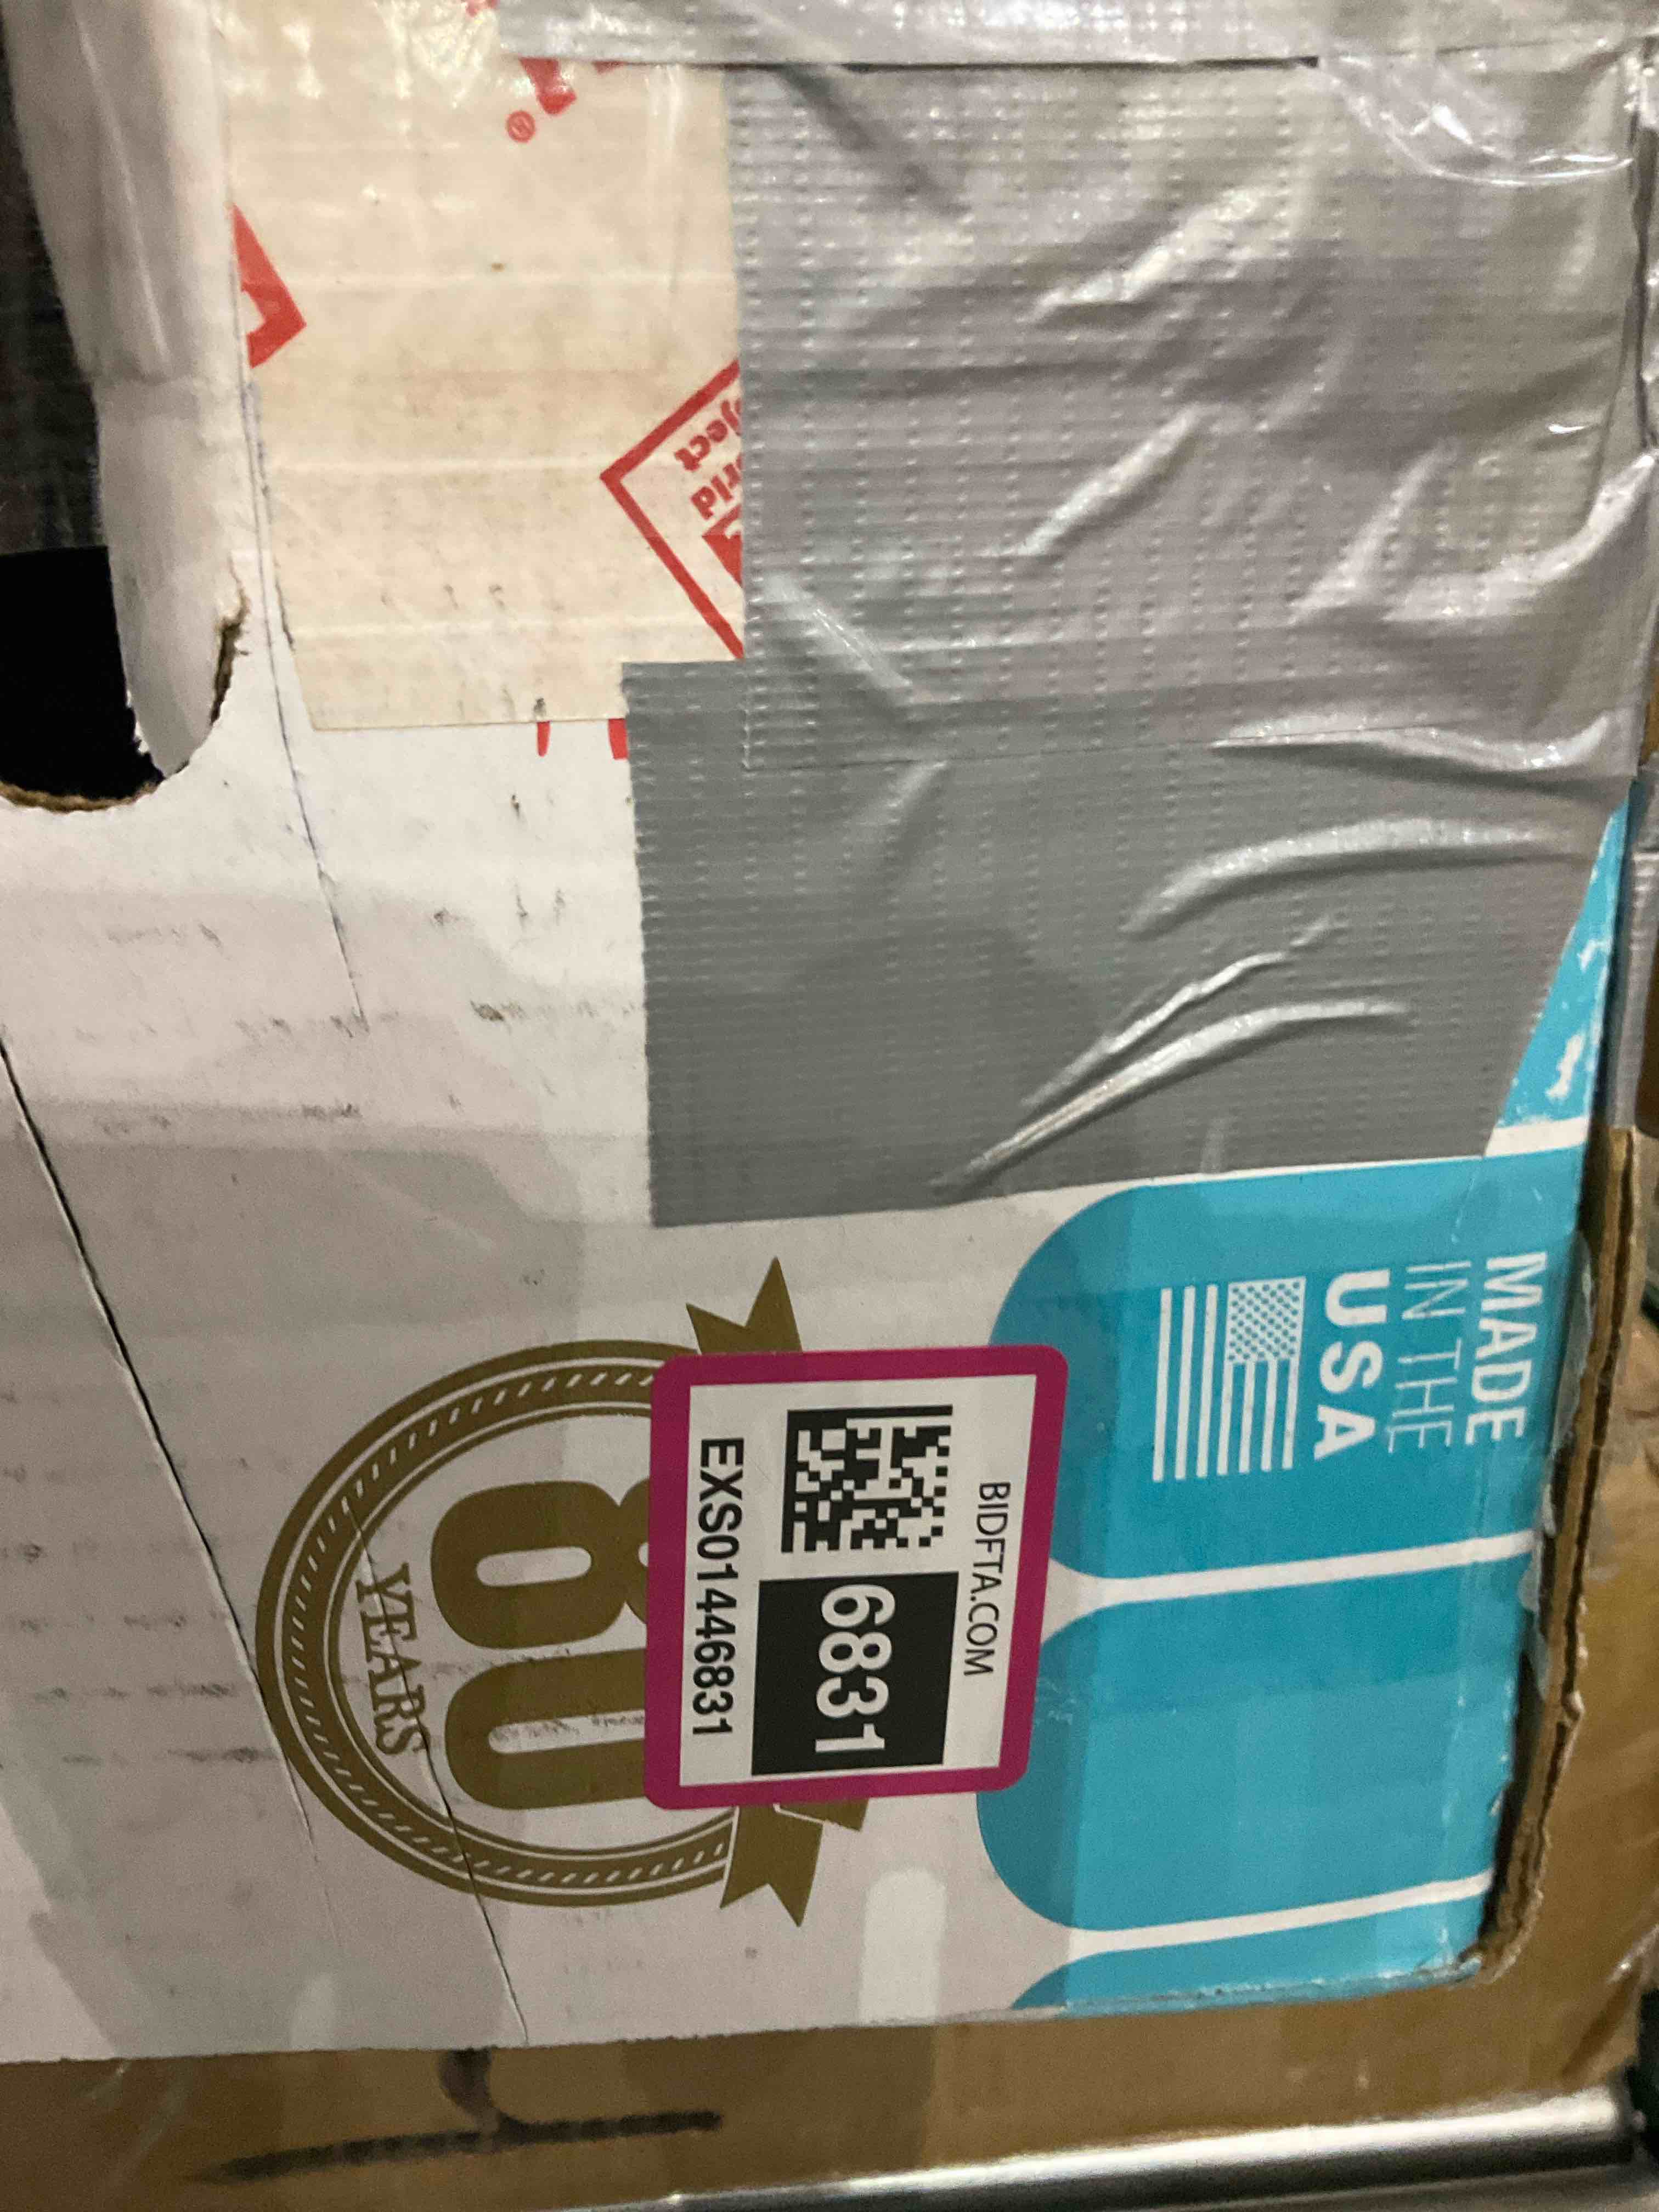 MADE
IN THE
USA
BIDFTA.COM
6831
EXS01446831
80
YEARS
®